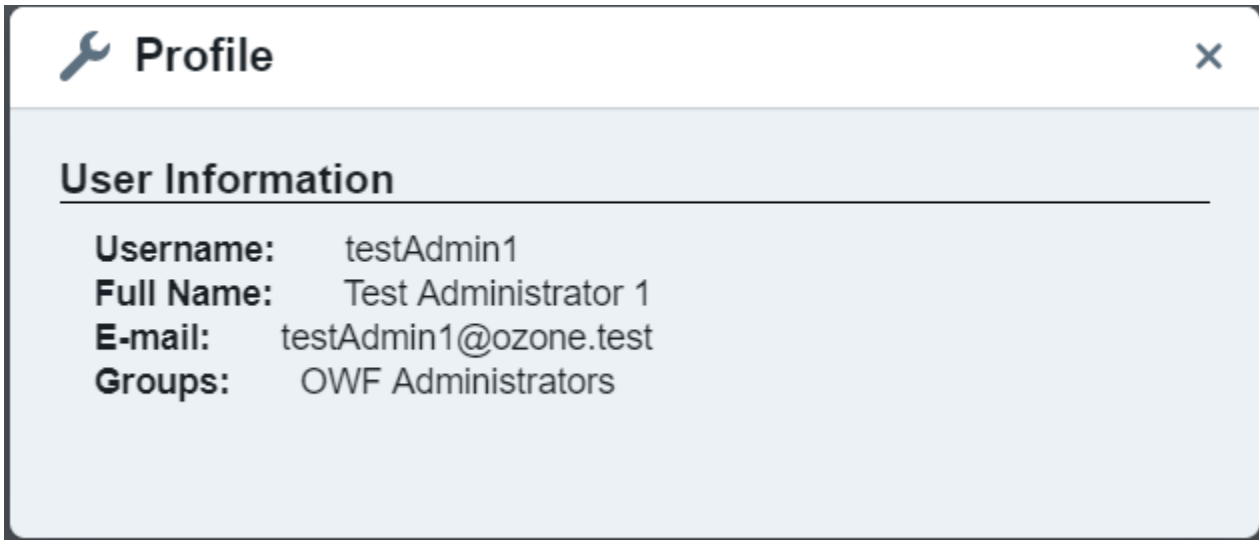 Profile
User Information
Username: testAdmin1
Full Name: Test Administrator 1
E-mail: testAdmin1@ozone.test
Groups: OWF Administrators